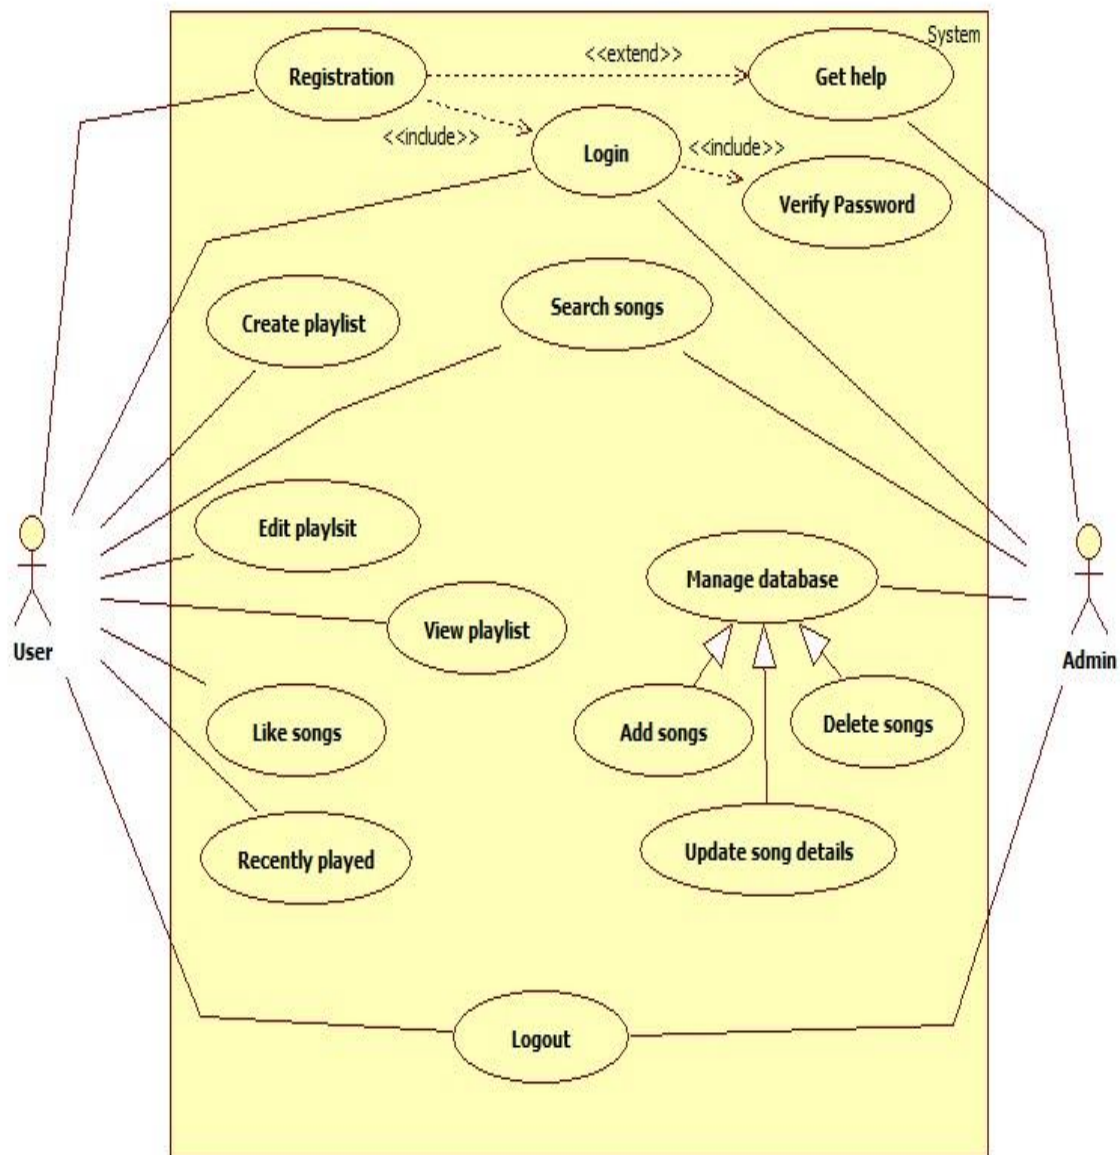 System
<<extend>>
Registration
Get help
<<include>>
Login
<<include>>
Verify Password
Create playlist
Search songs
Edit playlsit
Manage database
View playlist
User
Admin
Like songs
Add songs
Delete songs
Recently played
Update song details
Logout